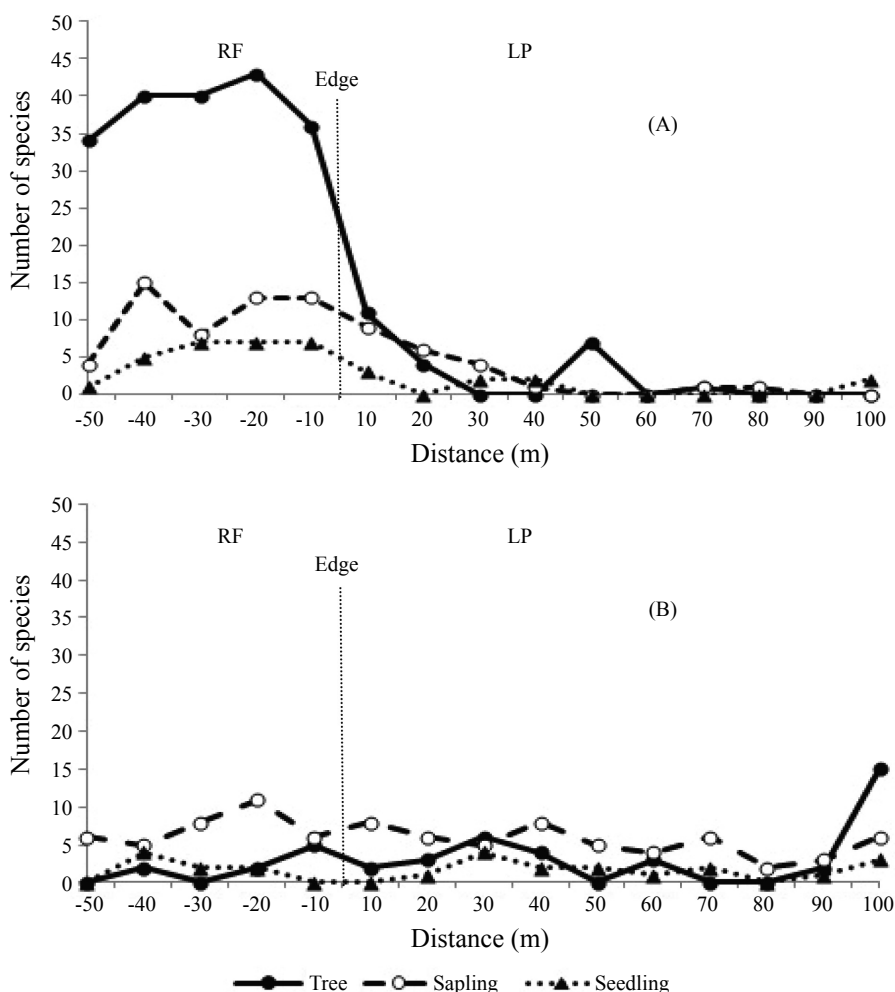 50
45
40
35
30
25
20
15
10
5
0
Number of species
RF
LP
Edge
(A)
-50 -40 -30 -20 -10 10 20 30 40 50 60 70 80 90 100
Distance (m)
50
45
40
35
30
25
20
15
10
5
0
Number of species
RF
LP
Edge
(B)
-50 -40 -30 -20 -10 10 20 30 40 50 60 70 80 90 100
Distance (m)
Tree Sapling Seedling